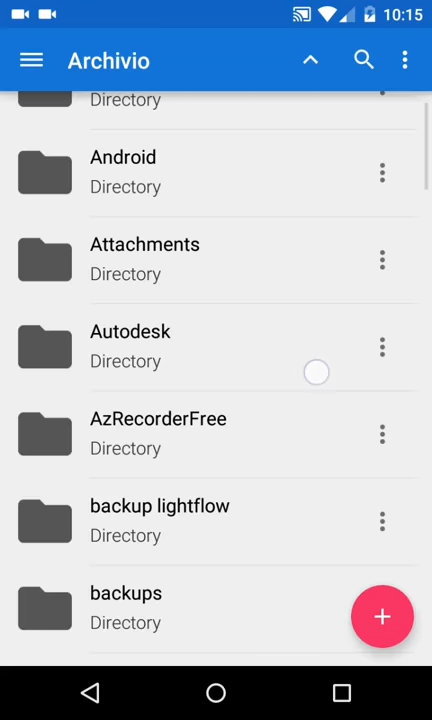 10:15
Archivio
Directory
Android
Directory
Attachments
Directory
Autodesk
Directory
AzRecorderFree
Directory
backup lightflow
Directory
backups
Directory